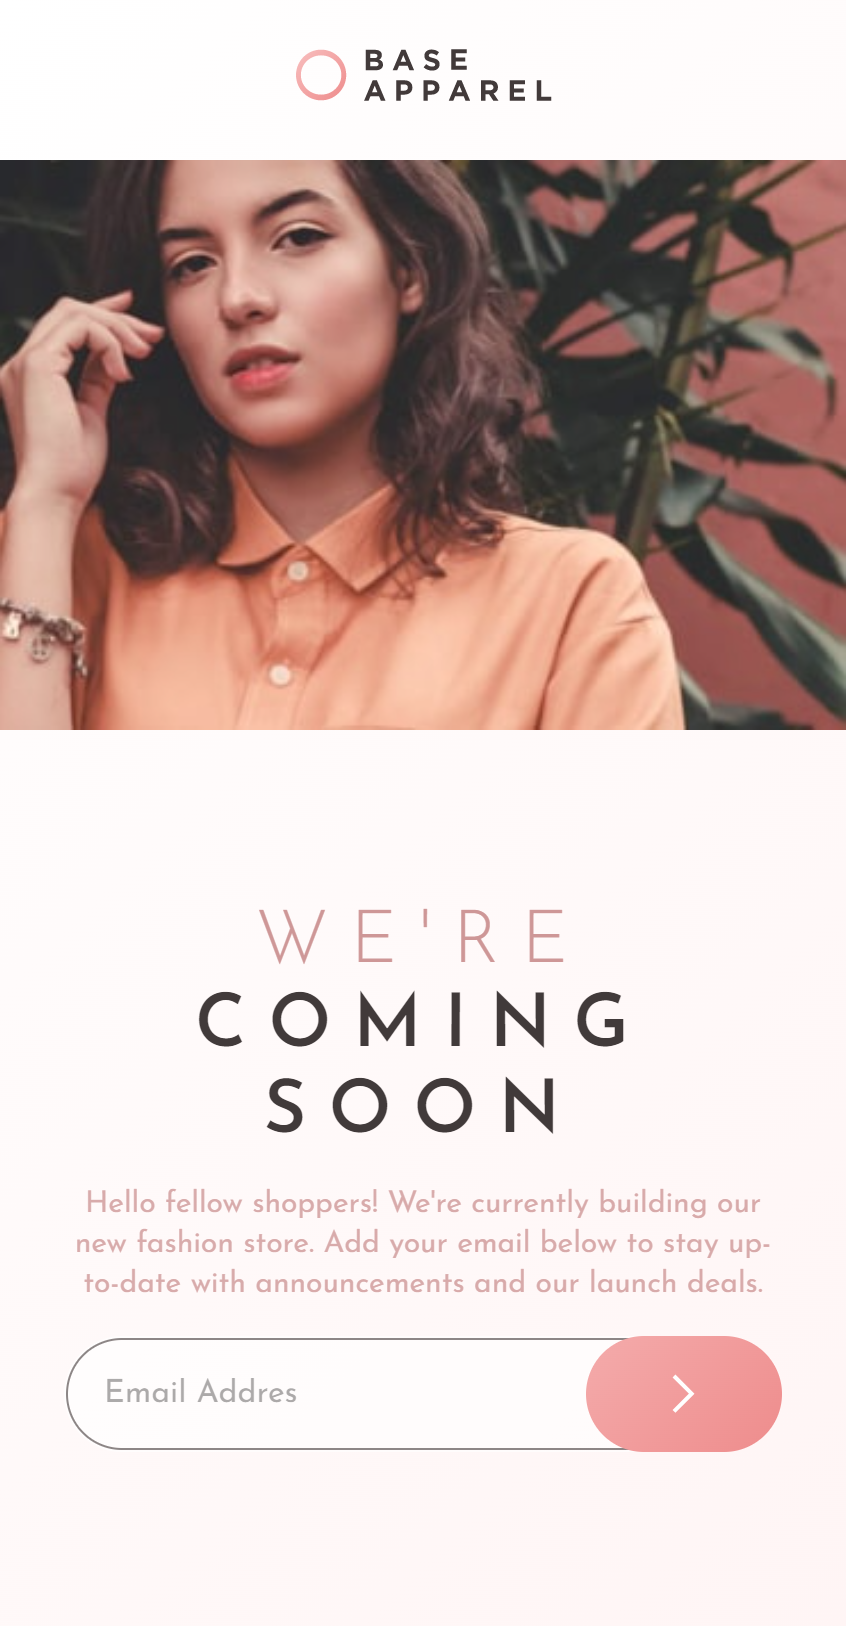 BASE
APPAREL
WE'RE
COMING
SOON
Hello fellow shoppers! We're currently building our
new fashion store. Add your email below to stay up-
to-date with announcements and our launch deals.
Email Addres